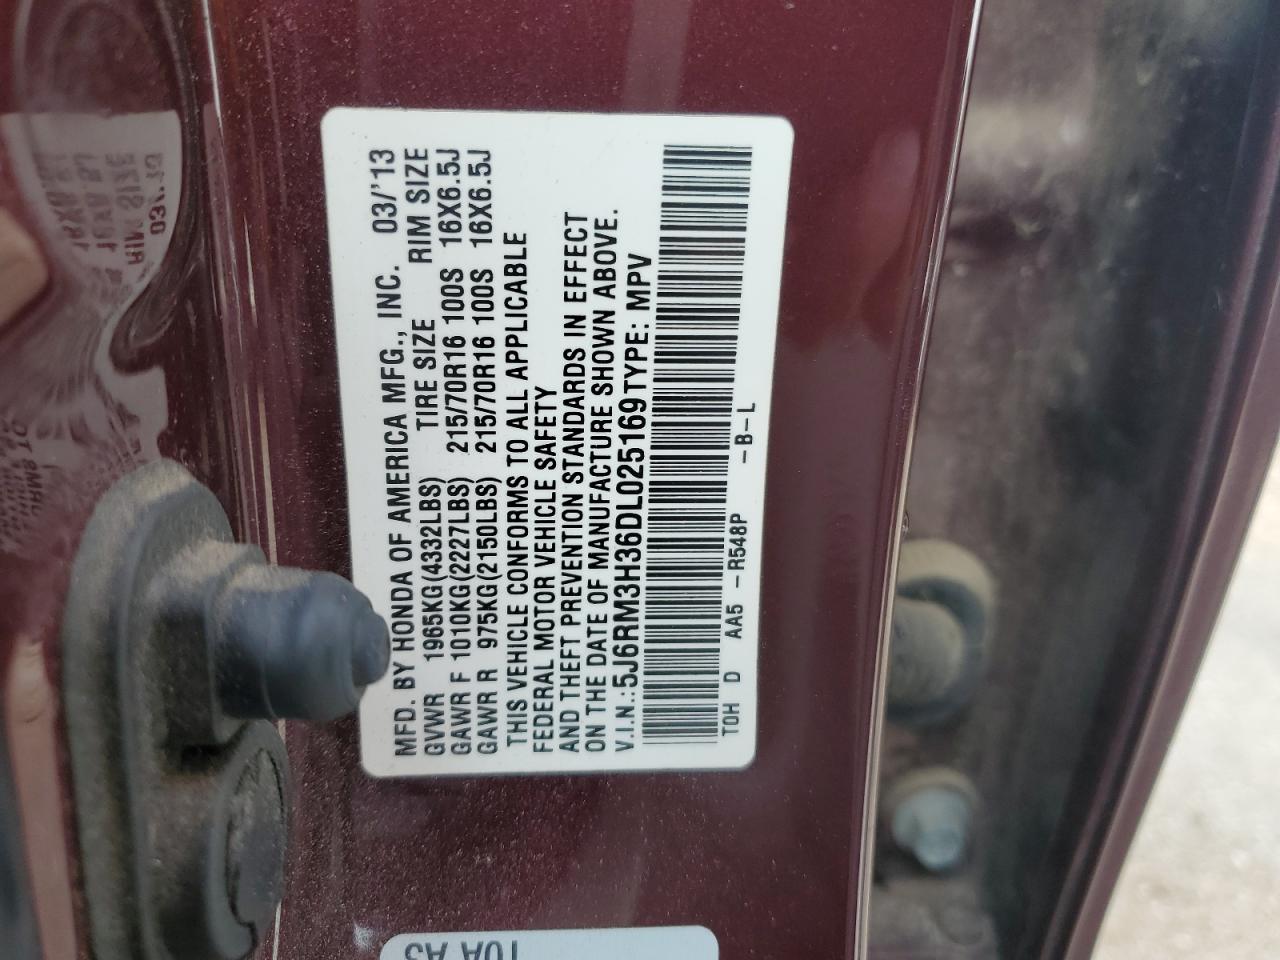 MFD. BY HONDA OF AMERICA MFG., INC. 03/'13
GVWR 1965KG(4332LBS) TIRE SIZE RIM SIZE
GAWR F 1010KG(2227LBS) 215/70R16 100S 16X6.5J
GAWR R 975KG(2150LBS) 215/70R16 100S 16X6.5J
THIS VEHICLE CONFORMS TO ALL APPLICABLE
FEDERAL MOTOR VEHICLE SAFETY
AND THEFT PREVENTION STANDARDS IN EFFECT
ON THE DATE OF MANUFACTURE SHOWN ABOVE.
V.I.N.:5J6RM3H36DL025169 TYPE: MPV
TOH D AA5 -R548P -B-L